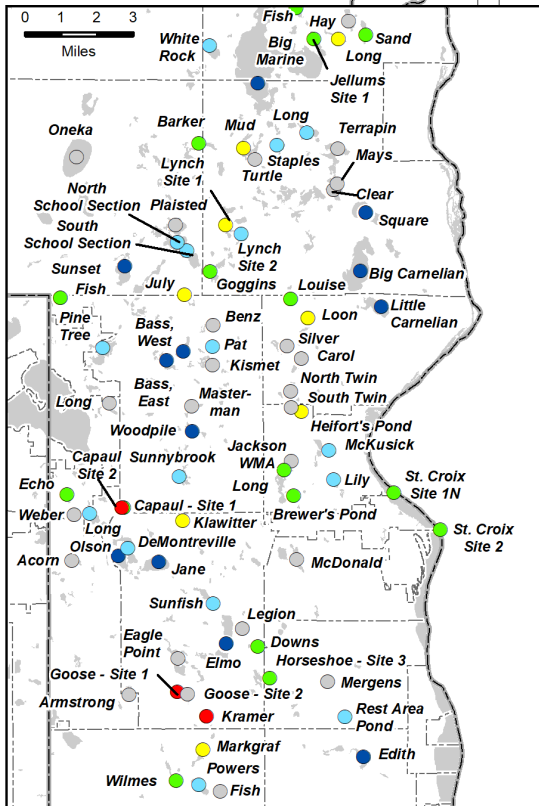 0 1 2 3
Miles
Fish
Hay
White
Rock
Big
Marine
Sand
Long
Jellums
Site 1
Barker
Mud
Long
Terrapin
Oneka
Lynch
Site 1
Turtle
Staples
Mays
North
School Section
Plaisted
Clear
South
School Section
Square
Lynch
Site 2
Sunset
Goggins
Big Carnelian
Fish
July
Louise
Little
Carnelian
Pine
Tree
Bass,
West
Benz
Loon
Pat
Silver
Carol
Kismet
Bass,
East
North Twin
Long
Master-
man
South Twin
Heifort's Pond
Woodpile
McKusick
Jackson
WMA
Capaul
Site 2
Sunnybrook
Lily
St. Croix
Site 1N
Echo
Long
Capaul - Site 1
Brewer's Pond
Weber
Klawitter
St. Croix
Site 2
Long
Olson
DeMontreville
Acorn
Jane
McDonald
Sunfish
Legion
Eagle
Point
Downs
Elmo
Horseshoe - Site 3
Goose - Site 1
Goose - Site 2
Mergens
Armstrong
Kramer
Rest Area
Pond
Markgraf
Edith
Powers
Wilmes
Fish